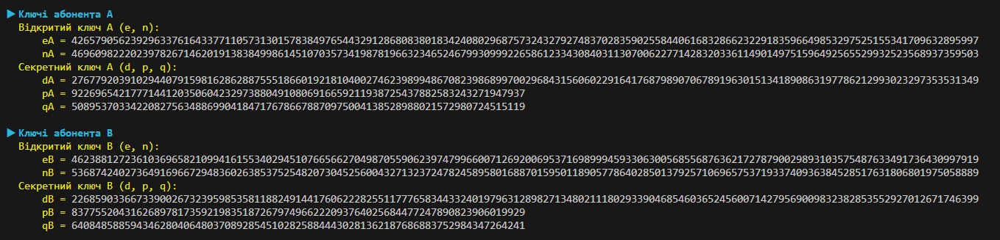 ▶ Ключі абонента A
Відкритий ключ A (e, n):
eA = 4265790562392963376164337711057313015783849765443291286808380183424080296875732432792748370283590255844061683286623229183596649853297525155341709632895997
nA = 4696098222023978267146201913838499861451070357341987819663234652467993099922658612334308403113070062277142832033611490149751596492565529932523568937359503
Секретний ключ A (d, p, q):
dA = 2767792039102944079159816286288755518660192181040027462398994867082398689970029684315606022916417687989070678919630151341890863197786212993023297353531349
pA = 92269654217771441203506042329738804910806916659211938725437882583243271947937
qA = 50895370334220827563488699041847176786678870975004138528988021572980724515119
▶ Ключі абонента B
Відкритий ключ B (e, n):
eB = 4623881272361036965821099416155340294510766566270498705590623974799660071269200695371698999459330630056855687636217278790029893103575487633491736430997919
nB = 5368742402736491696672948360263853752548207304525600432713237247824589580168870159501189057786402850137925710696575371933740936384528517631806801975058889
Секретний ключ B (d, p, q):
dB = 2268590336673390026732395985358118824914417606222825511777658344332401979631289827134802111802933904685460365245600714279569009832382853552927012671746399
pB = 83775520431626897817359219835187267974966222093764025684477247890823906019929
qB = 64084858859434628040648037089285451028258844430281362187686883752984347264241